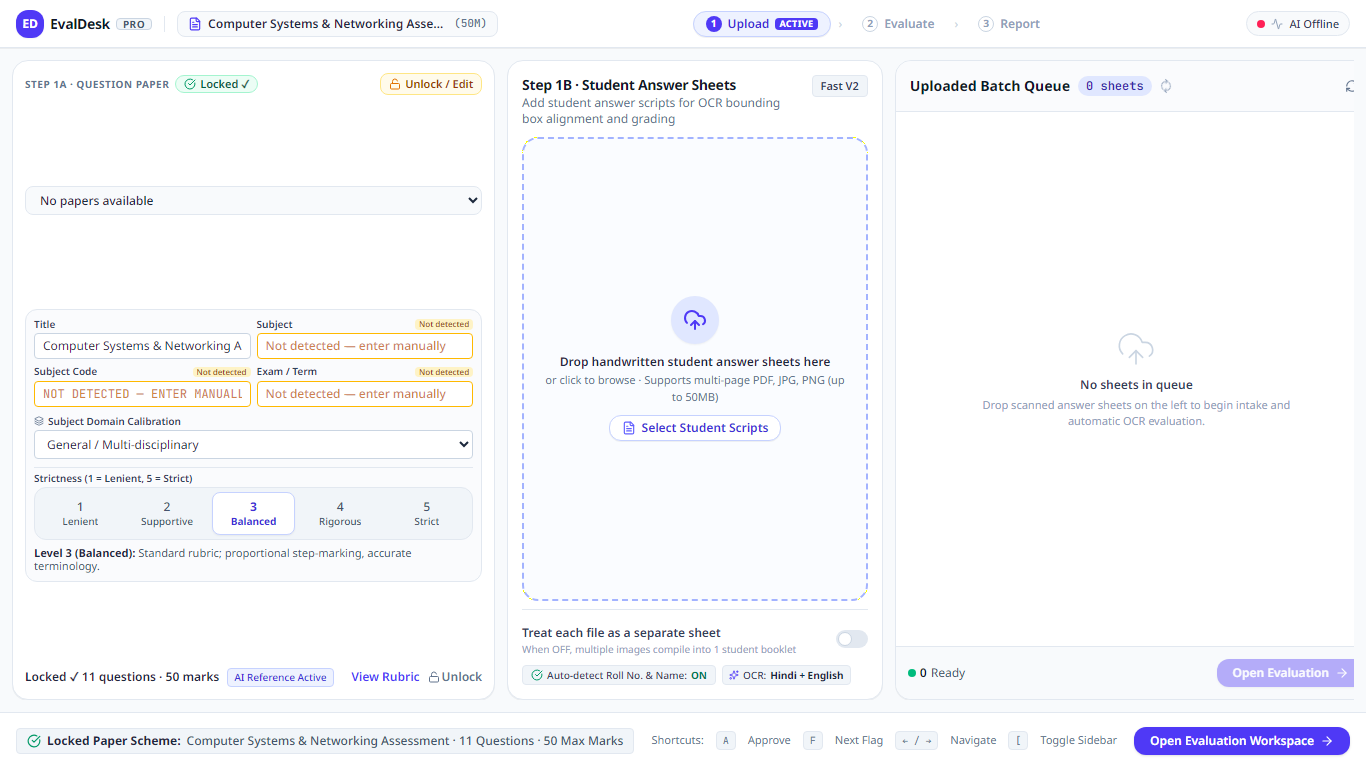 ED EvalDesk PRO Computer Systems & Networking Asse... (50M) 1 Upload ACTIVE › 2 Evaluate › 3 Report AI Offline
STEP 1A · QUESTION PAPER Locked ✓ Unlock / Edit
No papers available
Title Subject Not detected
Computer Systems & Networking A Not detected — enter manually
Subject Code Not detected Exam / Term Not detected
NOT DETECTED — ENTER MANUALL Not detected — enter manually
Subject Domain Calibration
General / Multi-disciplinary
Strictness (1 = Lenient, 5 = Strict)
1 2 3 4 5
Lenient Supportive Balanced Rigorous Strict
Level 3 (Balanced): Standard rubric; proportional step-marking, accurate
terminology.
Locked ✓ 11 questions · 50 marks AI Reference Active View Rubric Unlock
Step 1B · Student Answer Sheets Fast V2
Add student answer scripts for OCR bounding
box alignment and grading
Drop handwritten student answer sheets here
or click to browse · Supports multi-page PDF, JPG, PNG (up
to 50MB)
Select Student Scripts
Treat each file as a separate sheet
When OFF, multiple images compile into 1 student booklet
Auto-detect Roll No. & Name: ON OCR: Hindi + English
Uploaded Batch Queue 0 sheets
No sheets in queue
Drop scanned answer sheets on the left to begin intake and
automatic OCR evaluation.
0 Ready Open Evaluation →
Locked Paper Scheme: Computer Systems & Networking Assessment · 11 Questions · 50 Max Marks Shortcuts: A Approve F Next Flag ← / → Navigate [ Toggle Sidebar Open Evaluation Workspace →